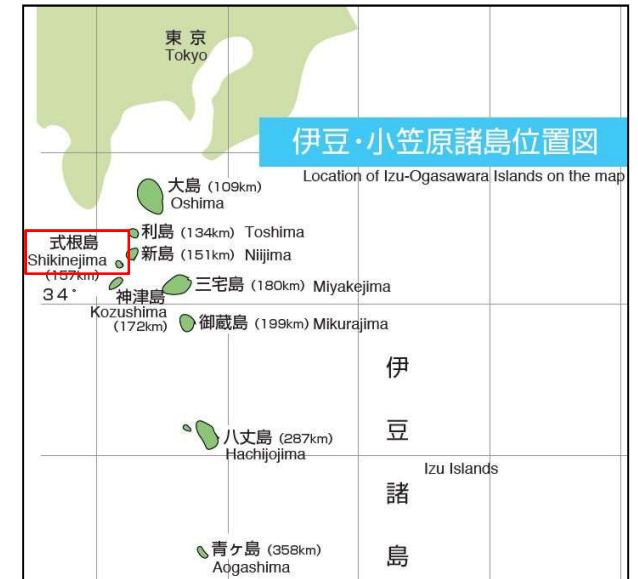 東京
Tokyo
伊豆・小笠原諸島位置図
Location of Izu-Ogasawara Islands on the map
大島 (109km)
Oshima
利島 (134km) Toshima
新島 (151km) Niijima
式根島
Shikinejima
(157km)
34°
三宅島 (180km) Miyakejima
神津島
Kozushima
(172km)
御蔵島 (199km) Mikurajima
八丈島 (287km)
Hachijojima
青ヶ島 (358km)
Aogashima
伊
豆
諸
島
Izu Islands